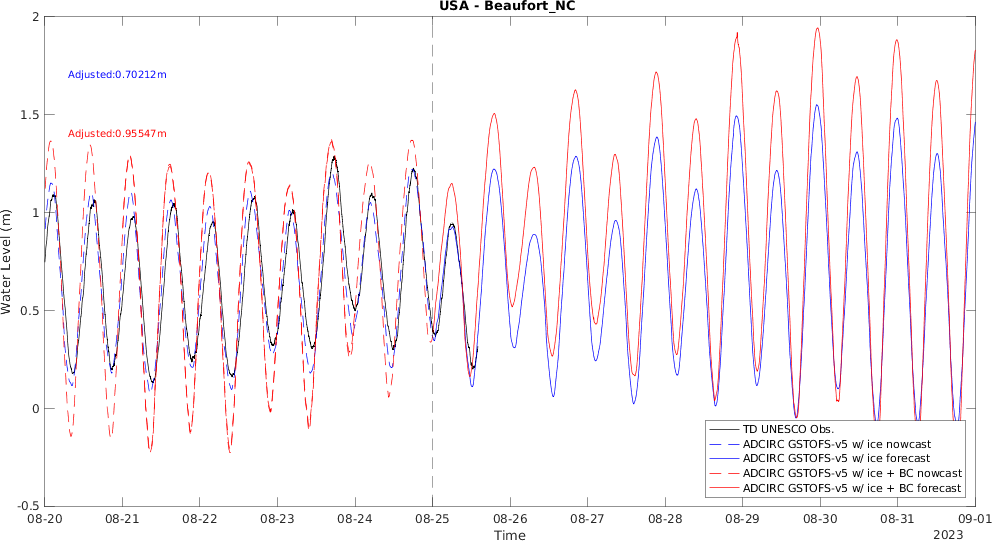 USA - Beaufort_NC
2
1.5
1
0.5
0
-0.5
Water Level (m)
Adjusted:0.70212m
Adjusted:0.95547m
TD UNESCO Obs.
ADCIRC GSTOFS-v5 w/ ice nowcast
ADCIRC GSTOFS-v5 w/ ice forecast
ADCIRC GSTOFS-v5 w/ ice + BC nowcast
ADCIRC GSTOFS-v5 w/ ice + BC forecast
08-20 08-21 08-22 08-23 08-24 08-25 08-26 08-27 08-28 08-29 08-30 08-31 09-01
Time
2023